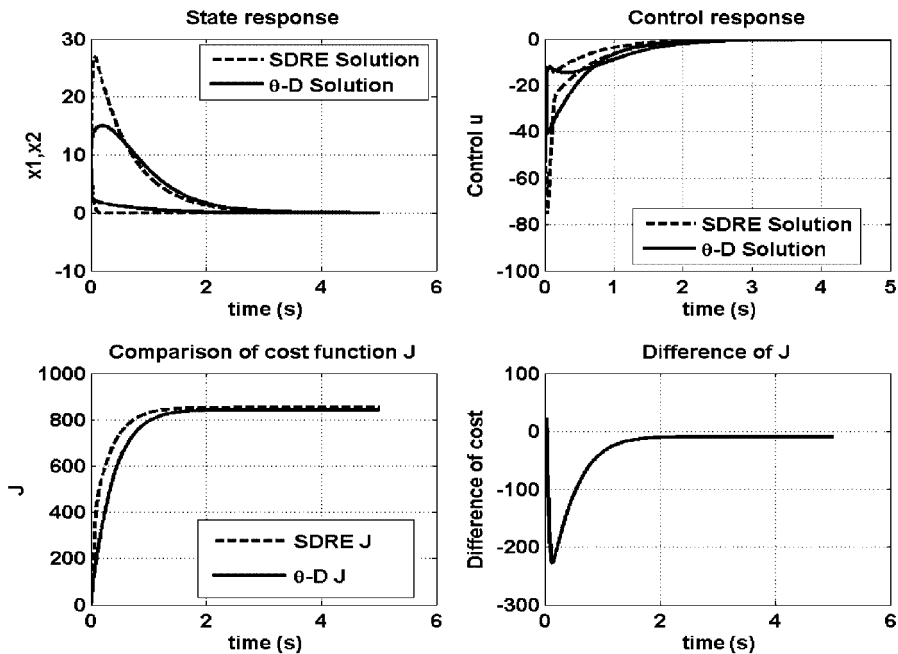 State response
30
20
10
0
-10
x1,x2
SDRE Solution
θ-D Solution
0 2 4 6
time (s)
Control response
0
-20
-40
-60
-80
-100
Control u
SDRE Solution
θ-D Solution
0 1 2 3 4 5
time (s)
Comparison of cost function J
1000
800
600
400
200
0
J
SDRE J
θ-D J
0 2 4 6
time (s)
Difference of J
100
0
-100
-200
-300
Difference of cost
0 1 2 3 4 5 6
time (s)